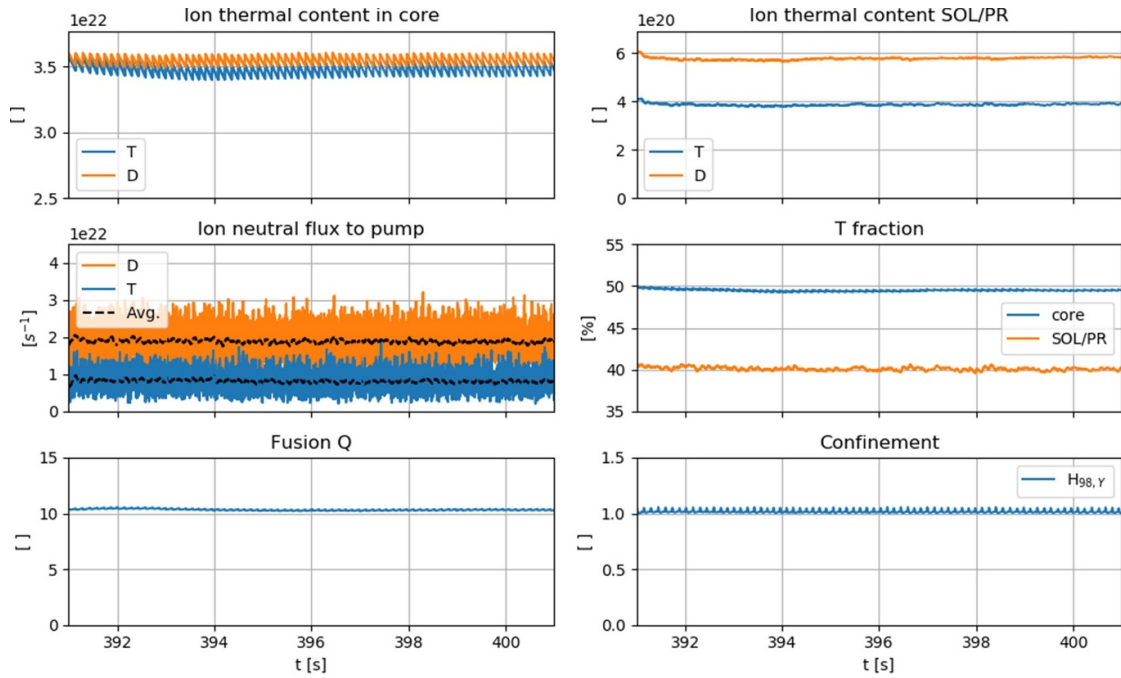 Ion thermal content in core
1e22
3.5
3.0
2.5
[ ]
T
D
Ion thermal content SOL/PR
1e20
6
4
2
0
[ ]
T
D
Ion neutral flux to pump
1e22
4
3
2
1
0
[s⁻¹]
D
T
Avg.
T fraction
55
50
45
40
35
[%]
core
SOL/PR
Fusion Q
15
10
5
0
[ ]
392
394
396
398
400
t [s]
Confinement
1.5
1.0
0.5
0.0
[ ]
H98,Y
392
394
396
398
400
t [s]